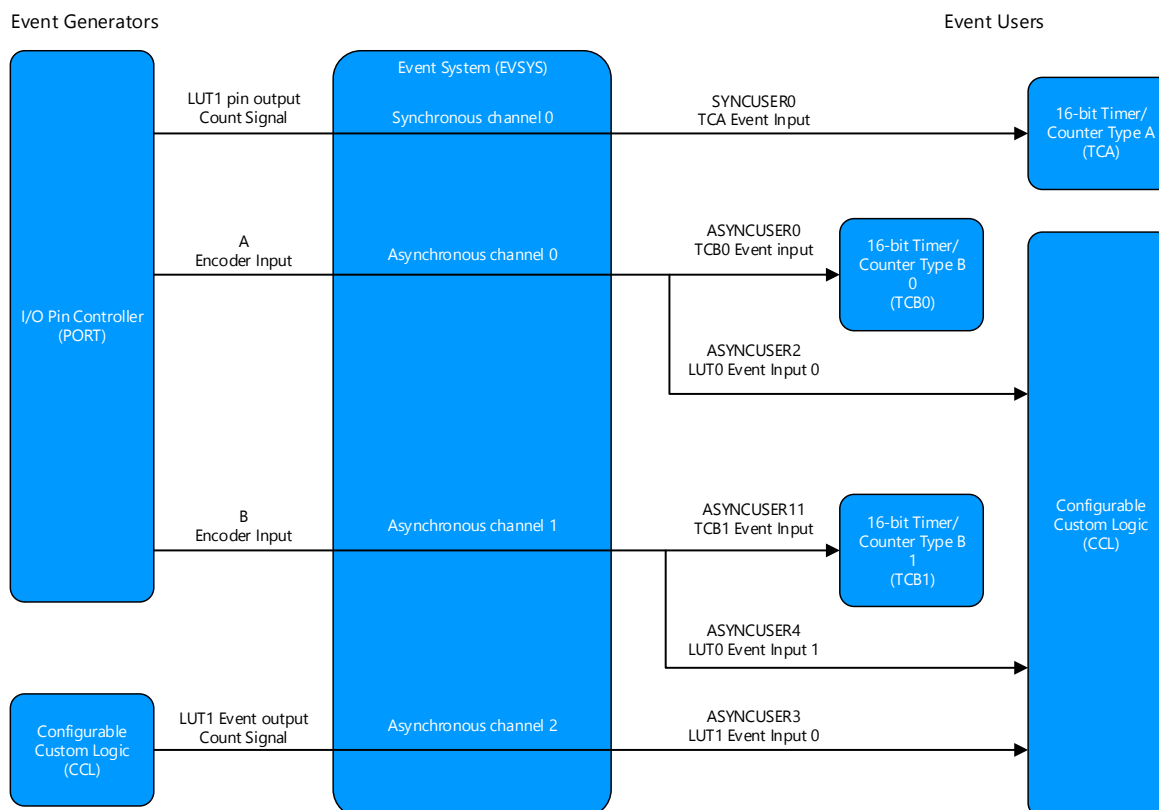 Event Generators
Event Users
Event System (EVSYS)
LUT1 pin output
Count Signal
Synchronous channel 0
SYNCUSER0
TCA Event Input
16-bit Timer/
Counter Type A
(TCA)
A
Encoder Input
Asynchronous channel 0
ASYNCUSER0
TCB0 Event input
16-bit Timer/
Counter Type B
0
(TCB0)
I/O Pin Controller
(PORT)
ASYNCUSER2
LUT0 Event Input 0
B
Encoder Input
Asynchronous channel 1
ASYNCUSER11
TCB1 Event Input
16-bit Timer/
Counter Type B
1
(TCB1)
Configurable
Custom Logic
(CCL)
ASYNCUSER4
LUT0 Event Input 1
Configurable
Custom Logic
(CCL)
LUT1 Event output
Count Signal
Asynchronous channel 2
ASYNCUSER3
LUT1 Event Input 0